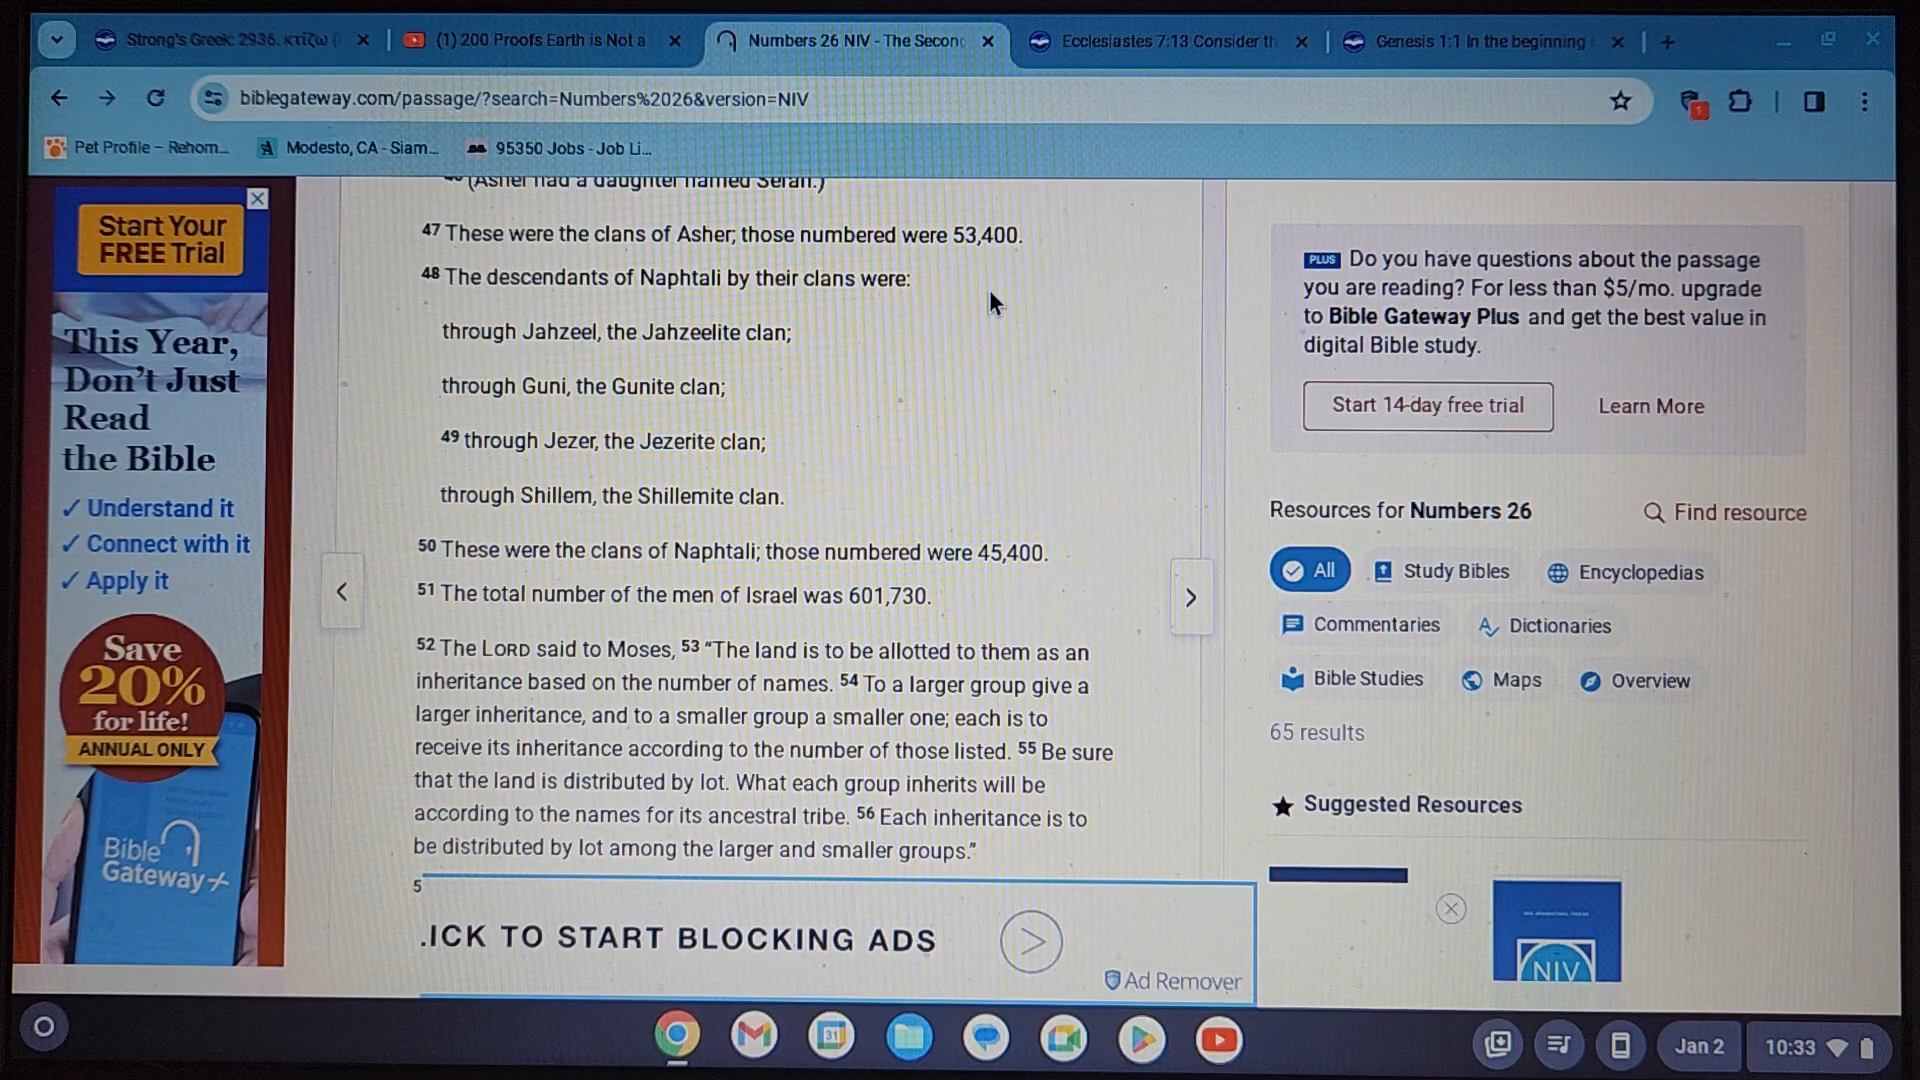 Strong's Greek: 2936. κτίζω (
(1) 200 Proofs Earth is Not a
Numbers 26 NIV - The Second
Ecclesiastes 7:13 Consider th
Genesis 1:1 In the beginning
biblegateway.com/passage/?search=Numbers%2026&version=NIV
1
Pet Profile – Rehom...
Modesto, CA - Siam...
95350 Jobs - Job Li...
Start Your
FREE Trial
This Year,
Don't Just
Read
the Bible
✓ Understand it
✓ Connect with it
✓ Apply it
Save
20%
for life!
ANNUAL ONLY
Bible
Gateway+
(Asher had a daughter named Serah.)
47 These were the clans of Asher; those numbered were 53,400.
48 The descendants of Naphtali by their clans were:
through Jahzeel, the Jahzeelite clan;
through Guni, the Gunite clan;
49 through Jezer, the Jezerite clan;
through Shillem, the Shillemite clan.
50 These were the clans of Naphtali; those numbered were 45,400.
51 The total number of the men of Israel was 601,730.
52 The LORD said to Moses, 53 “The land is to be allotted to them as an
inheritance based on the number of names. 54 To a larger group give a
larger inheritance, and to a smaller group a smaller one; each is to
receive its inheritance according to the number of those listed. 55 Be sure
that the land is distributed by lot. What each group inherits will be
according to the names for its ancestral tribe. 56 Each inheritance is to
be distributed by lot among the larger and smaller groups.”
5
.ICK TO START BLOCKING ADS
Ad Remover
PLUS Do you have questions about the passage
you are reading? For less than $5/mo. upgrade
to Bible Gateway Plus and get the best value in
digital Bible study.
Start 14-day free trial
Learn More
Resources for Numbers 26
Find resource
All
Study Bibles
Encyclopedias
Commentaries
Dictionaries
Bible Studies
Maps
Overview
65 results
Suggested Resources
NIV
31
Jan 2
10:33